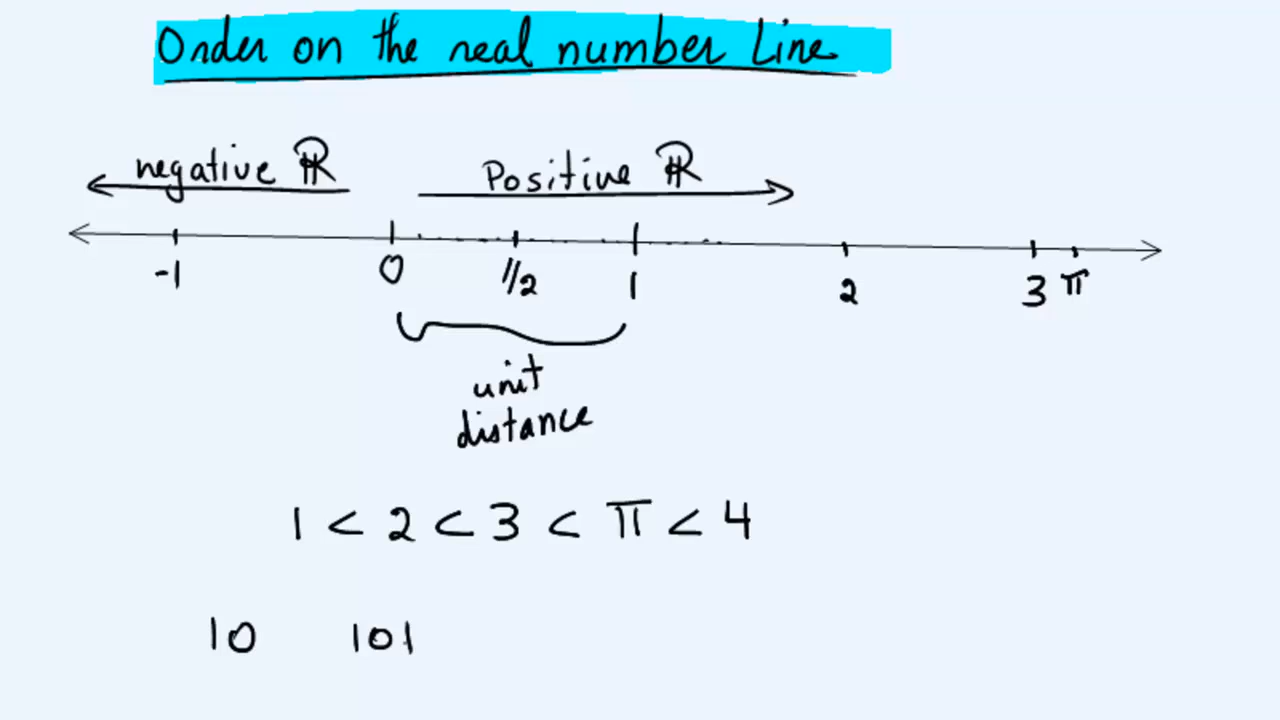 Order on the real number Line
negative ℝ Positive ℝ
-1 0 1/2 1 2 3 π
unit
distance
1 < 2 < 3 < π < 4
10 101